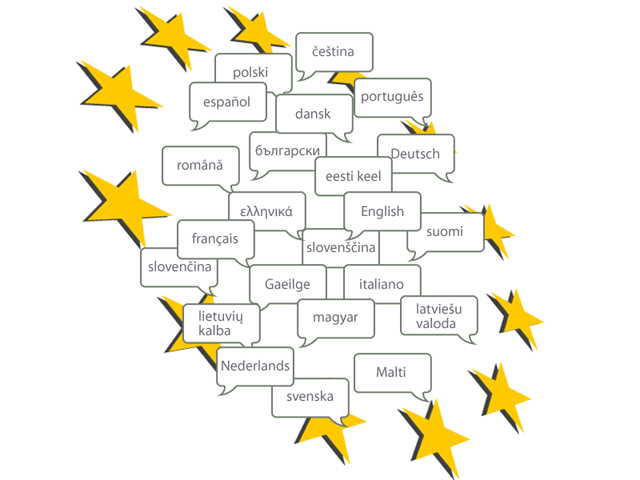 čeština
polski
español
dansk
português
български
Deutsch
română
eesti keel
ελληνικά
English
suomi
français
slovenščina
slovenčina
Gaeilge
italiano
lietuvių
kalba
magyar
latviešu
valoda
Nederlands
Malti
svenska